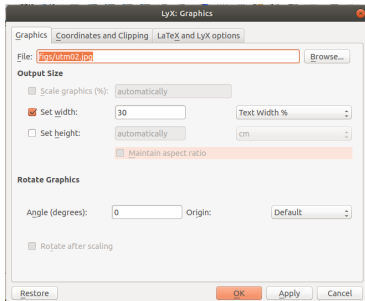 LyX: Graphics
Graphics Coordinates and Clipping LaTeX and LyX options
File: figs/utm02.jpg Browse...
Output Size
Scale graphics (%): automatically
Set width: 30 Text Width %
Set height: automatically cm
Maintain aspect ratio
Rotate Graphics
Angle (degrees): 0 Origin: Default
Rotate after scaling
Restore OK Apply Cancel